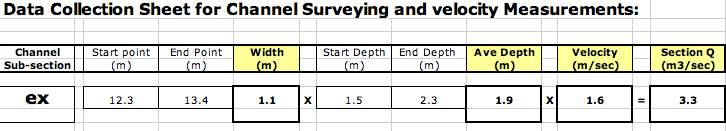 Data Collection Sheet for Channel Surveying and velocity Measurements:
Channel Start point End Point Width Start Depth End Depth Ave Depth Velocity Section Q
Sub-section (m) (m) (m) (m) (m) (m) (m/sec) (m3/sec)
ex 12.3 13.4 1.1 x 1.5 2.3 1.9 x 1.6 = 3.3